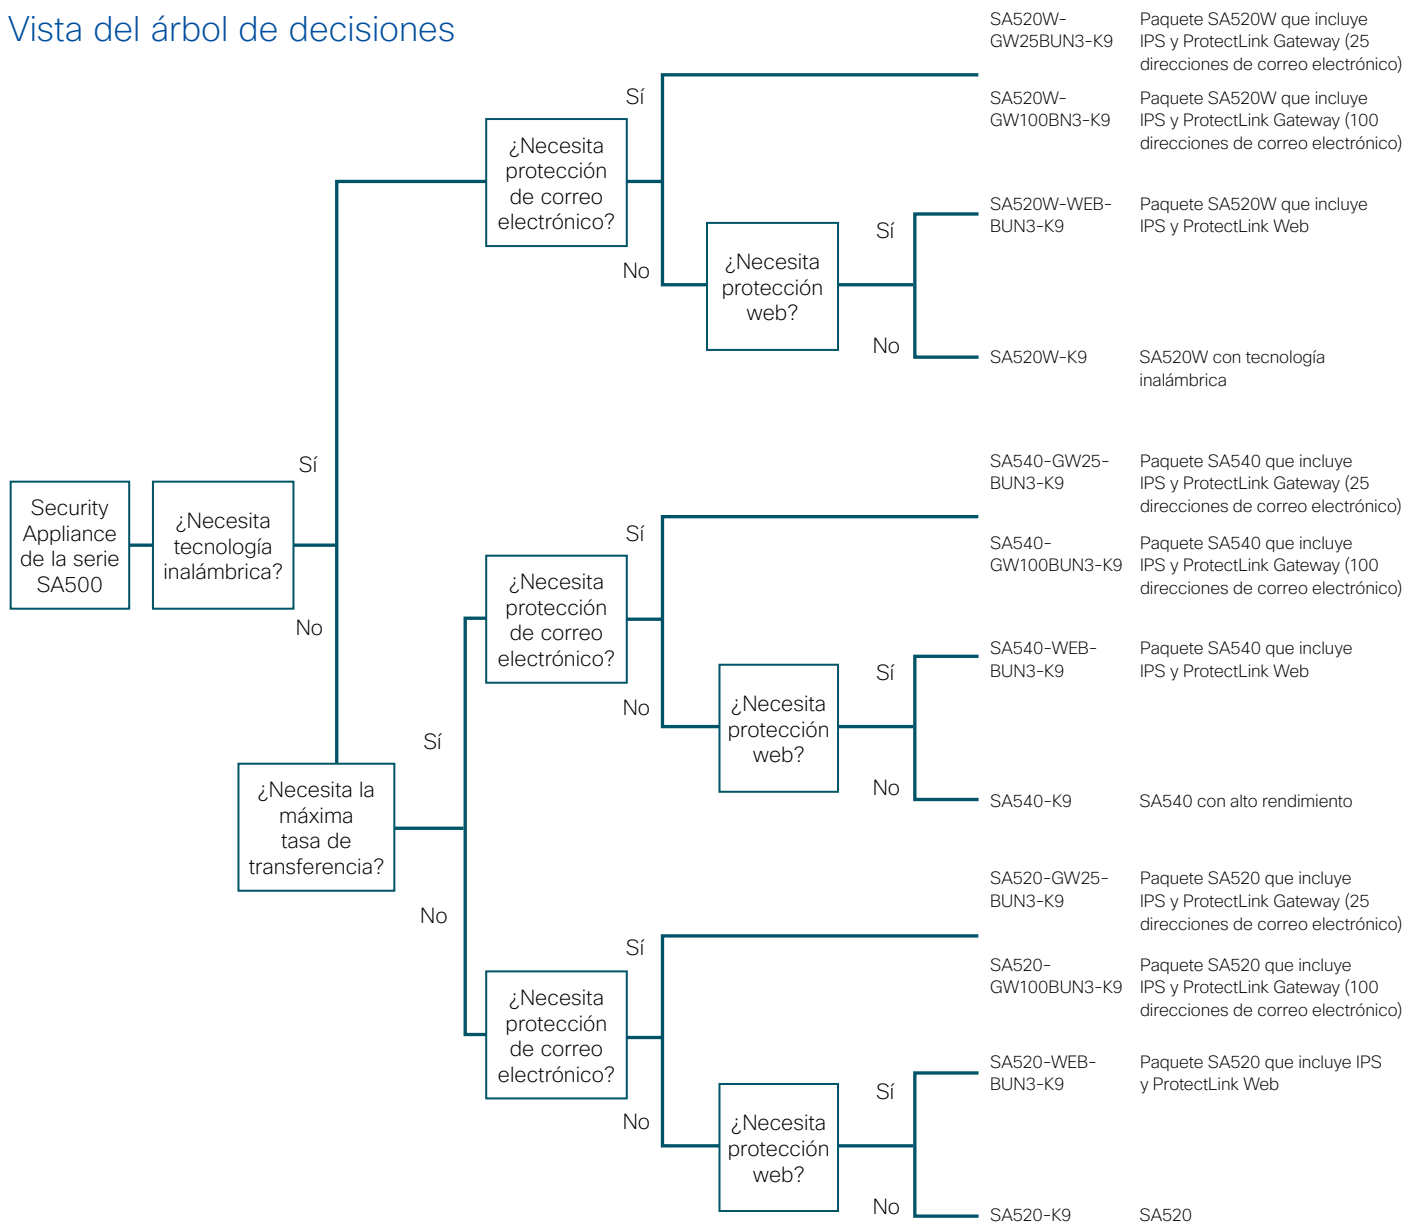 Vista del árbol de decisiones
SA520W-
GW25BUN3-K9
Paquete SA520W que incluye
IPS y ProtectLink Gateway (25
direcciones de correo electrónico)
Sí
SA520W-
GW100BN3-K9
Paquete SA520W que incluye
IPS y ProtectLink Gateway (100
direcciones de correo electrónico)
¿Necesita
protección
de correo
electrónico?
No
¿Necesita
protección
web?
Sí
SA520W-WEB-
BUN3-K9
Paquete SA520W que incluye
IPS y ProtectLink Web
No
SA520W-K9
SA520W con tecnología
inalámbrica
Security
Appliance
de la serie
SA500
¿Necesita
tecnología
inalámbrica?
Sí
No
SA540-GW25-
BUN3-K9
Paquete SA540 que incluye
IPS y ProtectLink Gateway (25
direcciones de correo electrónico)
Sí
SA540-
GW100BUN3-K9
Paquete SA540 que incluye
IPS y ProtectLink Gateway (100
direcciones de correo electrónico)
¿Necesita
protección
de correo
electrónico?
No
¿Necesita
protección
web?
Sí
SA540-WEB-
BUN3-K9
Paquete SA540 que incluye
IPS y ProtectLink Web
No
SA540-K9
SA540 con alto rendimiento
¿Necesita la
máxima
tasa de
transferencia?
Sí
No
SA520-GW25-
BUN3-K9
Paquete SA520 que incluye
IPS y ProtectLink Gateway (25
direcciones de correo electrónico)
Sí
SA520-
GW100BUN3-K9
Paquete SA520 que incluye
IPS y ProtectLink Gateway (100
direcciones de correo electrónico)
¿Necesita
protección
de correo
electrónico?
No
¿Necesita
protección
web?
Sí
SA520-WEB-
BUN3-K9
Paquete SA520 que incluye IPS
y ProtectLink Web
No
SA520-K9
SA520